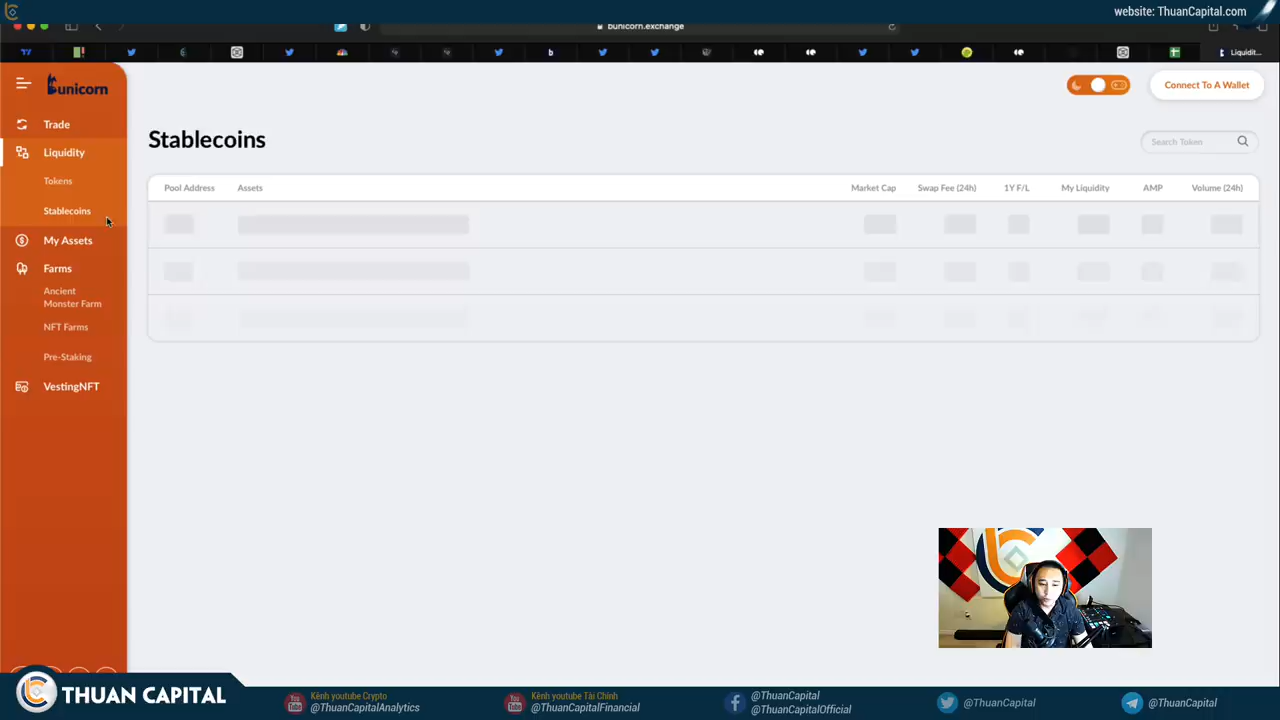 website: ThuanCapital.com
bunicorn.exchange
Liquidit...
bunicorn
Connect To A Wallet
Trade
Liquidity
Tokens
Stablecoins
My Assets
Farms
Ancient
Monster Farm
NFT Farms
Pre-Staking
VestingNFT
Stablecoins
Search Token
Pool Address
Assets
Market Cap
Swap Fee (24h)
1Y F/L
My Liquidity
AMP
Volume (24h)
THUAN CAPITAL
Kênh youtube Crypto
@ThuanCapitalAnalytics
Kênh youtube Tài Chính
@ThuanCapitalFinancial
@ThuanCapital
@ThuanCapitalOfficial
@ThuanCapital
@ThuanCapital